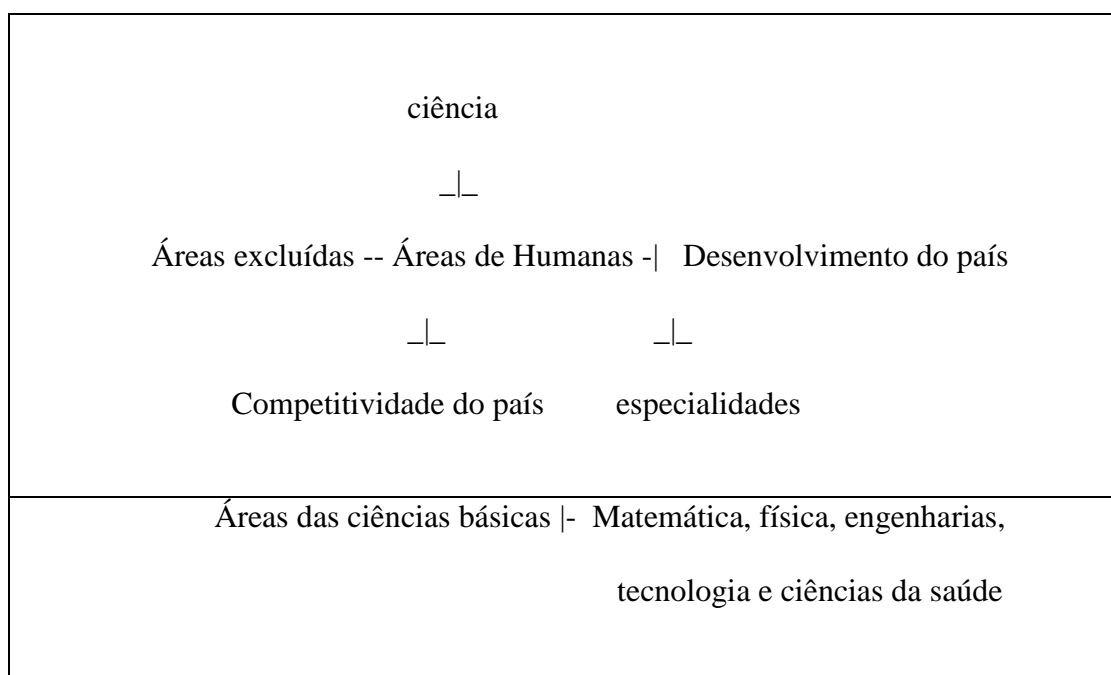 ciência
_|_
Áreas excluídas -- Áreas de Humanas -| Desenvolvimento do país
_|_ _|_
Competitividade do país especialidades
Áreas das ciências básicas |- Matemática, física, engenharias,
tecnologia e ciências da saúde